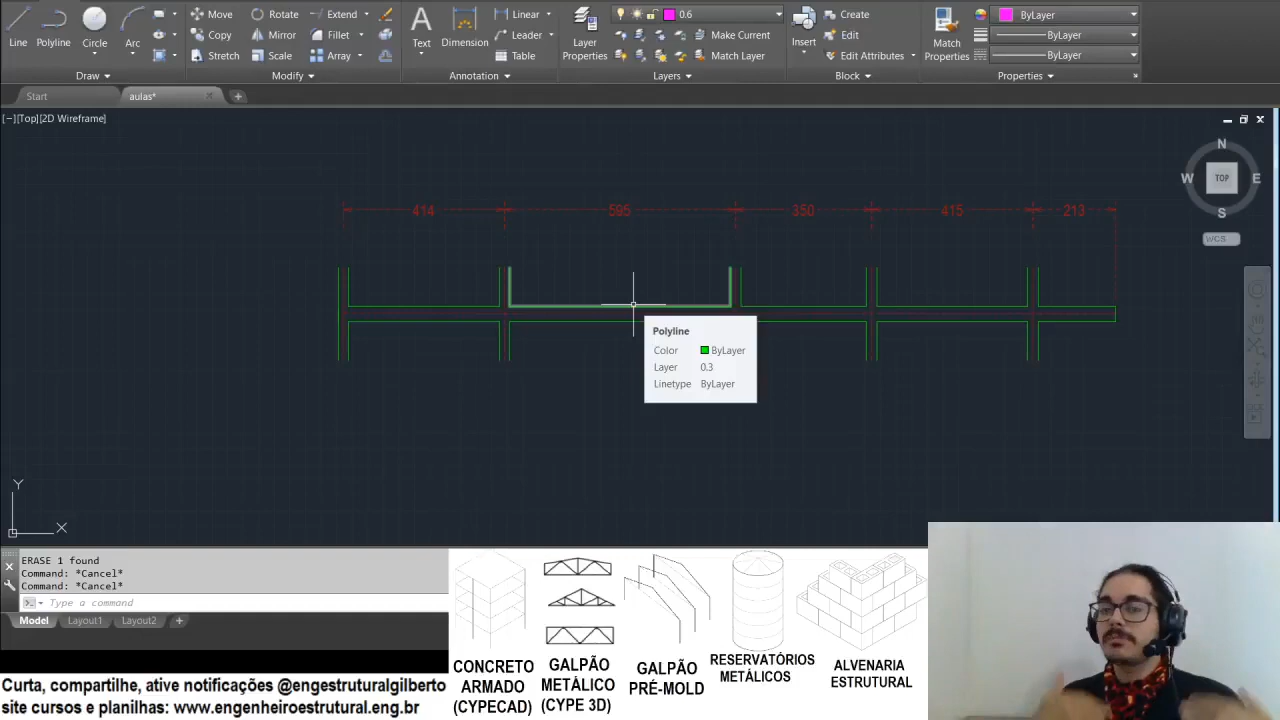 Line
Polyline
Circle
Arc
Draw
Move
Rotate
Extend
Copy
Mirror
Fillet
Stretch
Scale
Array
Modify
Text
Dimension
Linear
Leader
Table
Annotation
Layer
Properties
0.6
Make Current
Match Layer
Layers
Insert
Create
Edit
Edit Attributes
Block
Match
Properties
ByLayer
ByLayer
ByLayer
Properties
Start
aulas*
[−][Top][2D Wireframe]
N
W
TOP
E
S
WCS
414
595
350
415
213
Polyline
Color ByLayer
Layer 0.3
Linetype ByLayer
Y
X
ERASE 1 found
Command: *Cancel*
Command: *Cancel*
Type a command
Model
Layout1
Layout2
CONCRETO
ARMADO
(CYPECAD)
GALPÃO
METÁLICO
(CYPE 3D)
GALPÃO
PRÉ-MOLD
RESERVATÓRIOS
METÁLICOS
ALVENARIA
ESTRUTURAL
Curta, compartilhe, ative notificações @engestruturalgilberto
site cursos e planilhas: www.engenheiroestrutural.eng.br